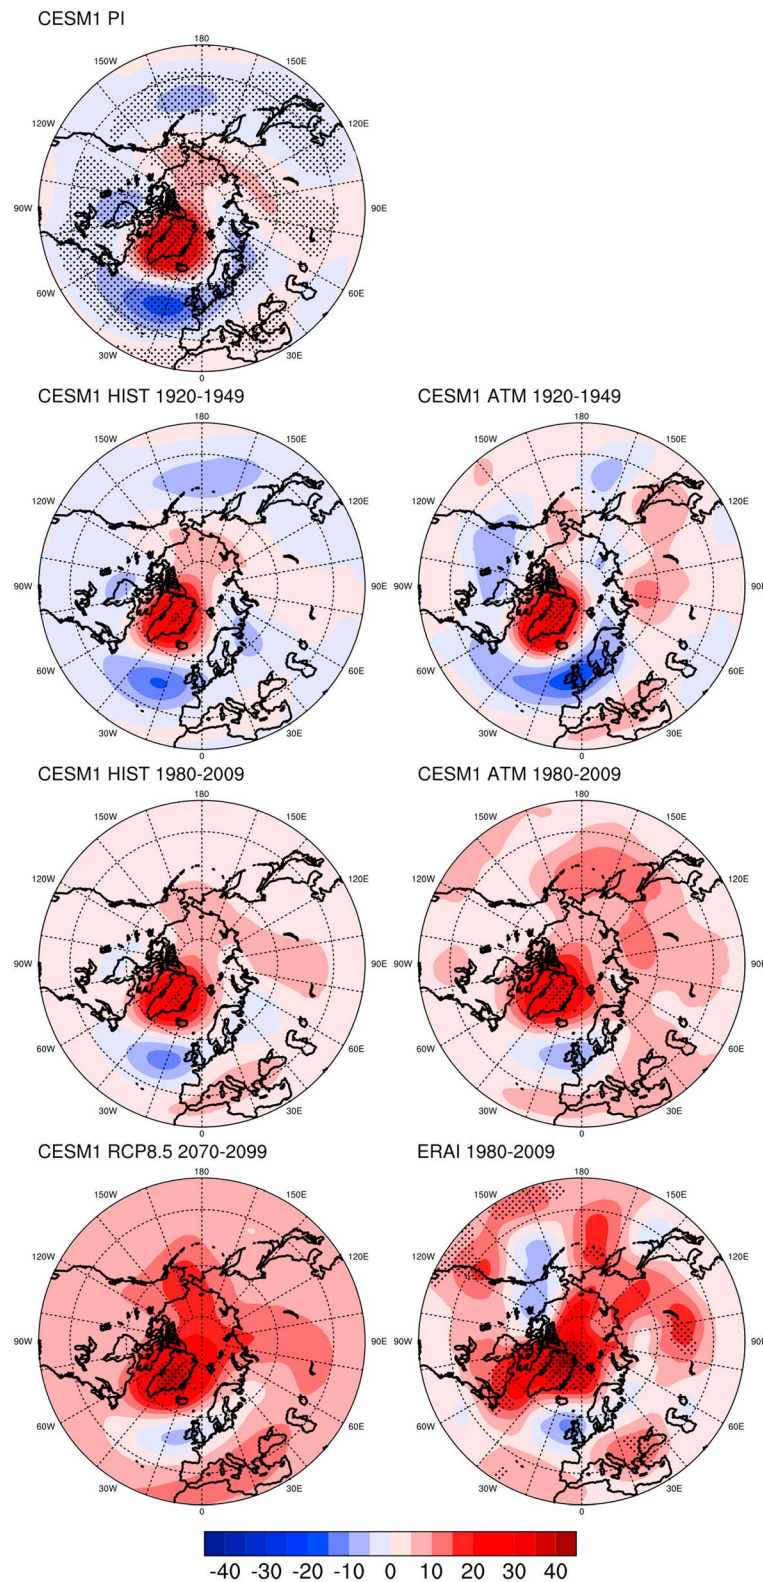 CESM1 PI
180
150W 150E
120W 120E
90W 90E
60W 60E
30W 30E
0
CESM1 HIST 1920-1949 CESM1 ATM 1920-1949
180 180
150W 150E 150W 150E
120W 120E 120W 120E
90W 90E 90W 90E
60W 60E 60W 60E
30W 30E 30W 30E
0 0
CESM1 HIST 1980-2009 CESM1 ATM 1980-2009
180 180
150W 150E 150W 150E
120W 120E 120W 120E
90W 90E 90W 90E
60W 60E 60W 60E
30W 30E 30W 30E
0 0
CESM1 RCP8.5 2070-2099 ERAI 1980-2009
180 180
150W 150E 150W 150E
120W 120E 120W 120E
90W 90E 90W 90E
60W 60E 60W 60E
30W 30E 30W 30E
0 0
-40 -30 -20 -10 0 10 20 30 40